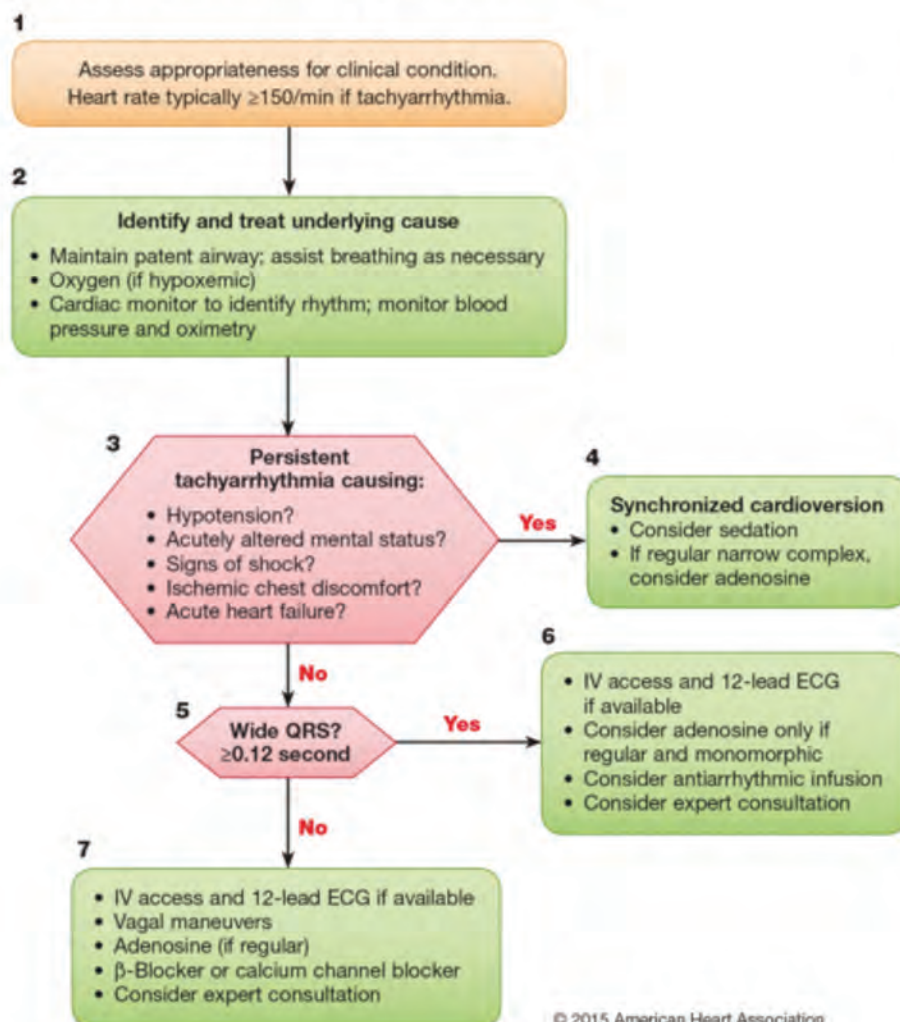 1
Assess appropriateness for clinical condition.
Heart rate typically ≥150/min if tachyarrhythmia.
2
Identify and treat underlying cause
• Maintain patent airway; assist breathing as necessary
• Oxygen (if hypoxemic)
• Cardiac monitor to identify rhythm; monitor blood
pressure and oximetry
3
Persistent
tachyarrhythmia causing:
• Hypotension?
• Acutely altered mental status?
• Signs of shock?
• Ischemic chest discomfort?
• Acute heart failure?
Yes
4
Synchronized cardioversion
• Consider sedation
• If regular narrow complex,
consider adenosine
No
5
Wide QRS?
≥0.12 second
Yes
6
• IV access and 12-lead ECG
if available
• Consider adenosine only if
regular and monomorphic
• Consider antiarrhythmic infusion
• Consider expert consultation
No
7
• IV access and 12-lead ECG if available
• Vagal maneuvers
• Adenosine (if regular)
• β-Blocker or calcium channel blocker
• Consider expert consultation
© 2015 American Heart Association